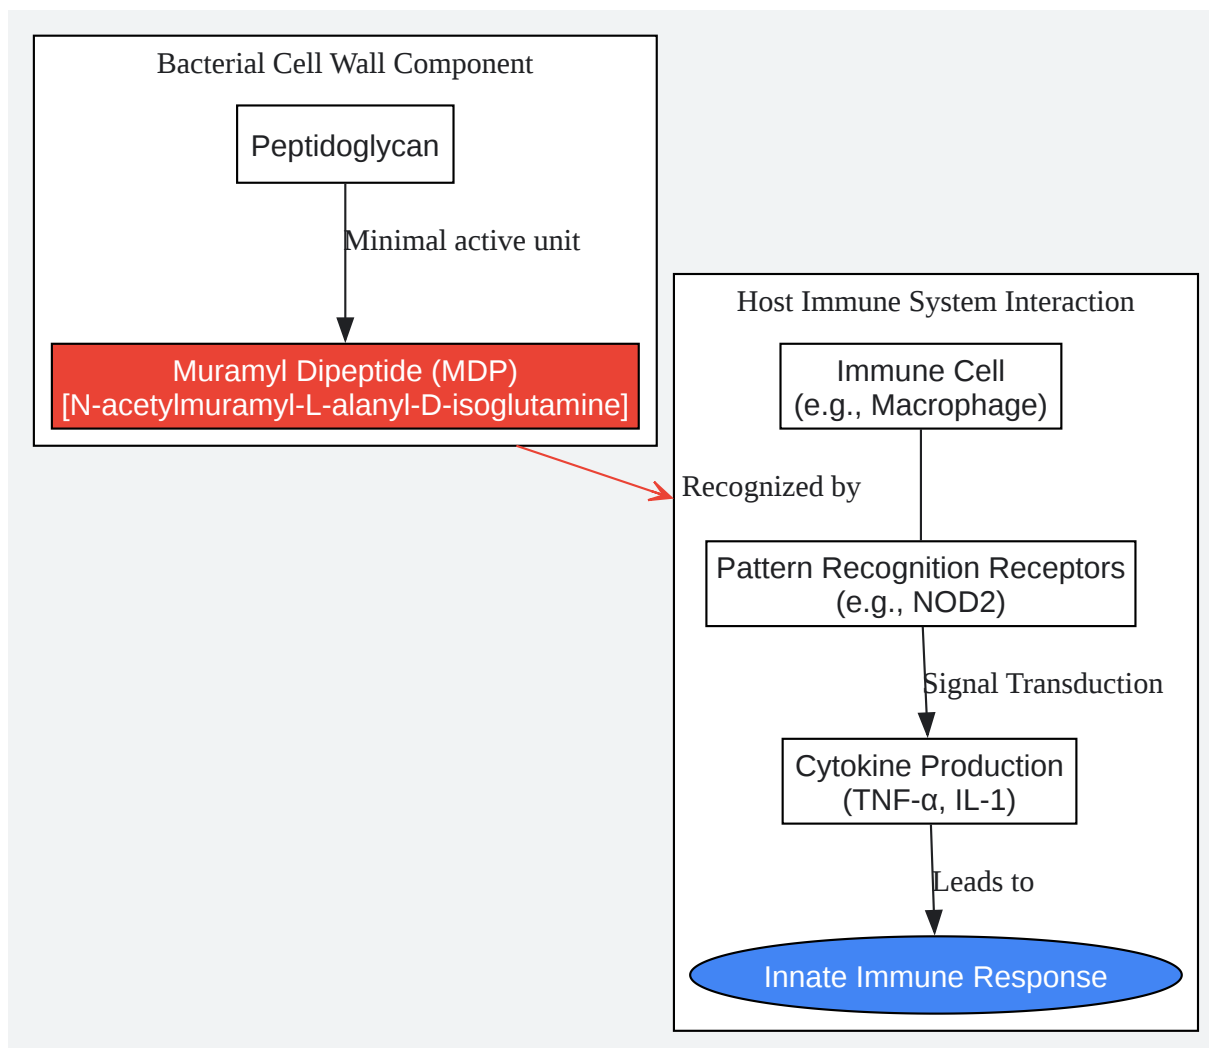 Bacterial Cell Wall Component
Peptidoglycan
Minimal active unit
Muramyl Dipeptide (MDP)
[N-acetylmuramyl-L-alanyl-D-isoglutamine]
Host Immune System Interaction
Immune Cell
(e.g., Macrophage)
Recognized by
Pattern Recognition Receptors
(e.g., NOD2)
Signal Transduction
Cytokine Production
(TNF-α, IL-1)
Leads to
Innate Immune Response